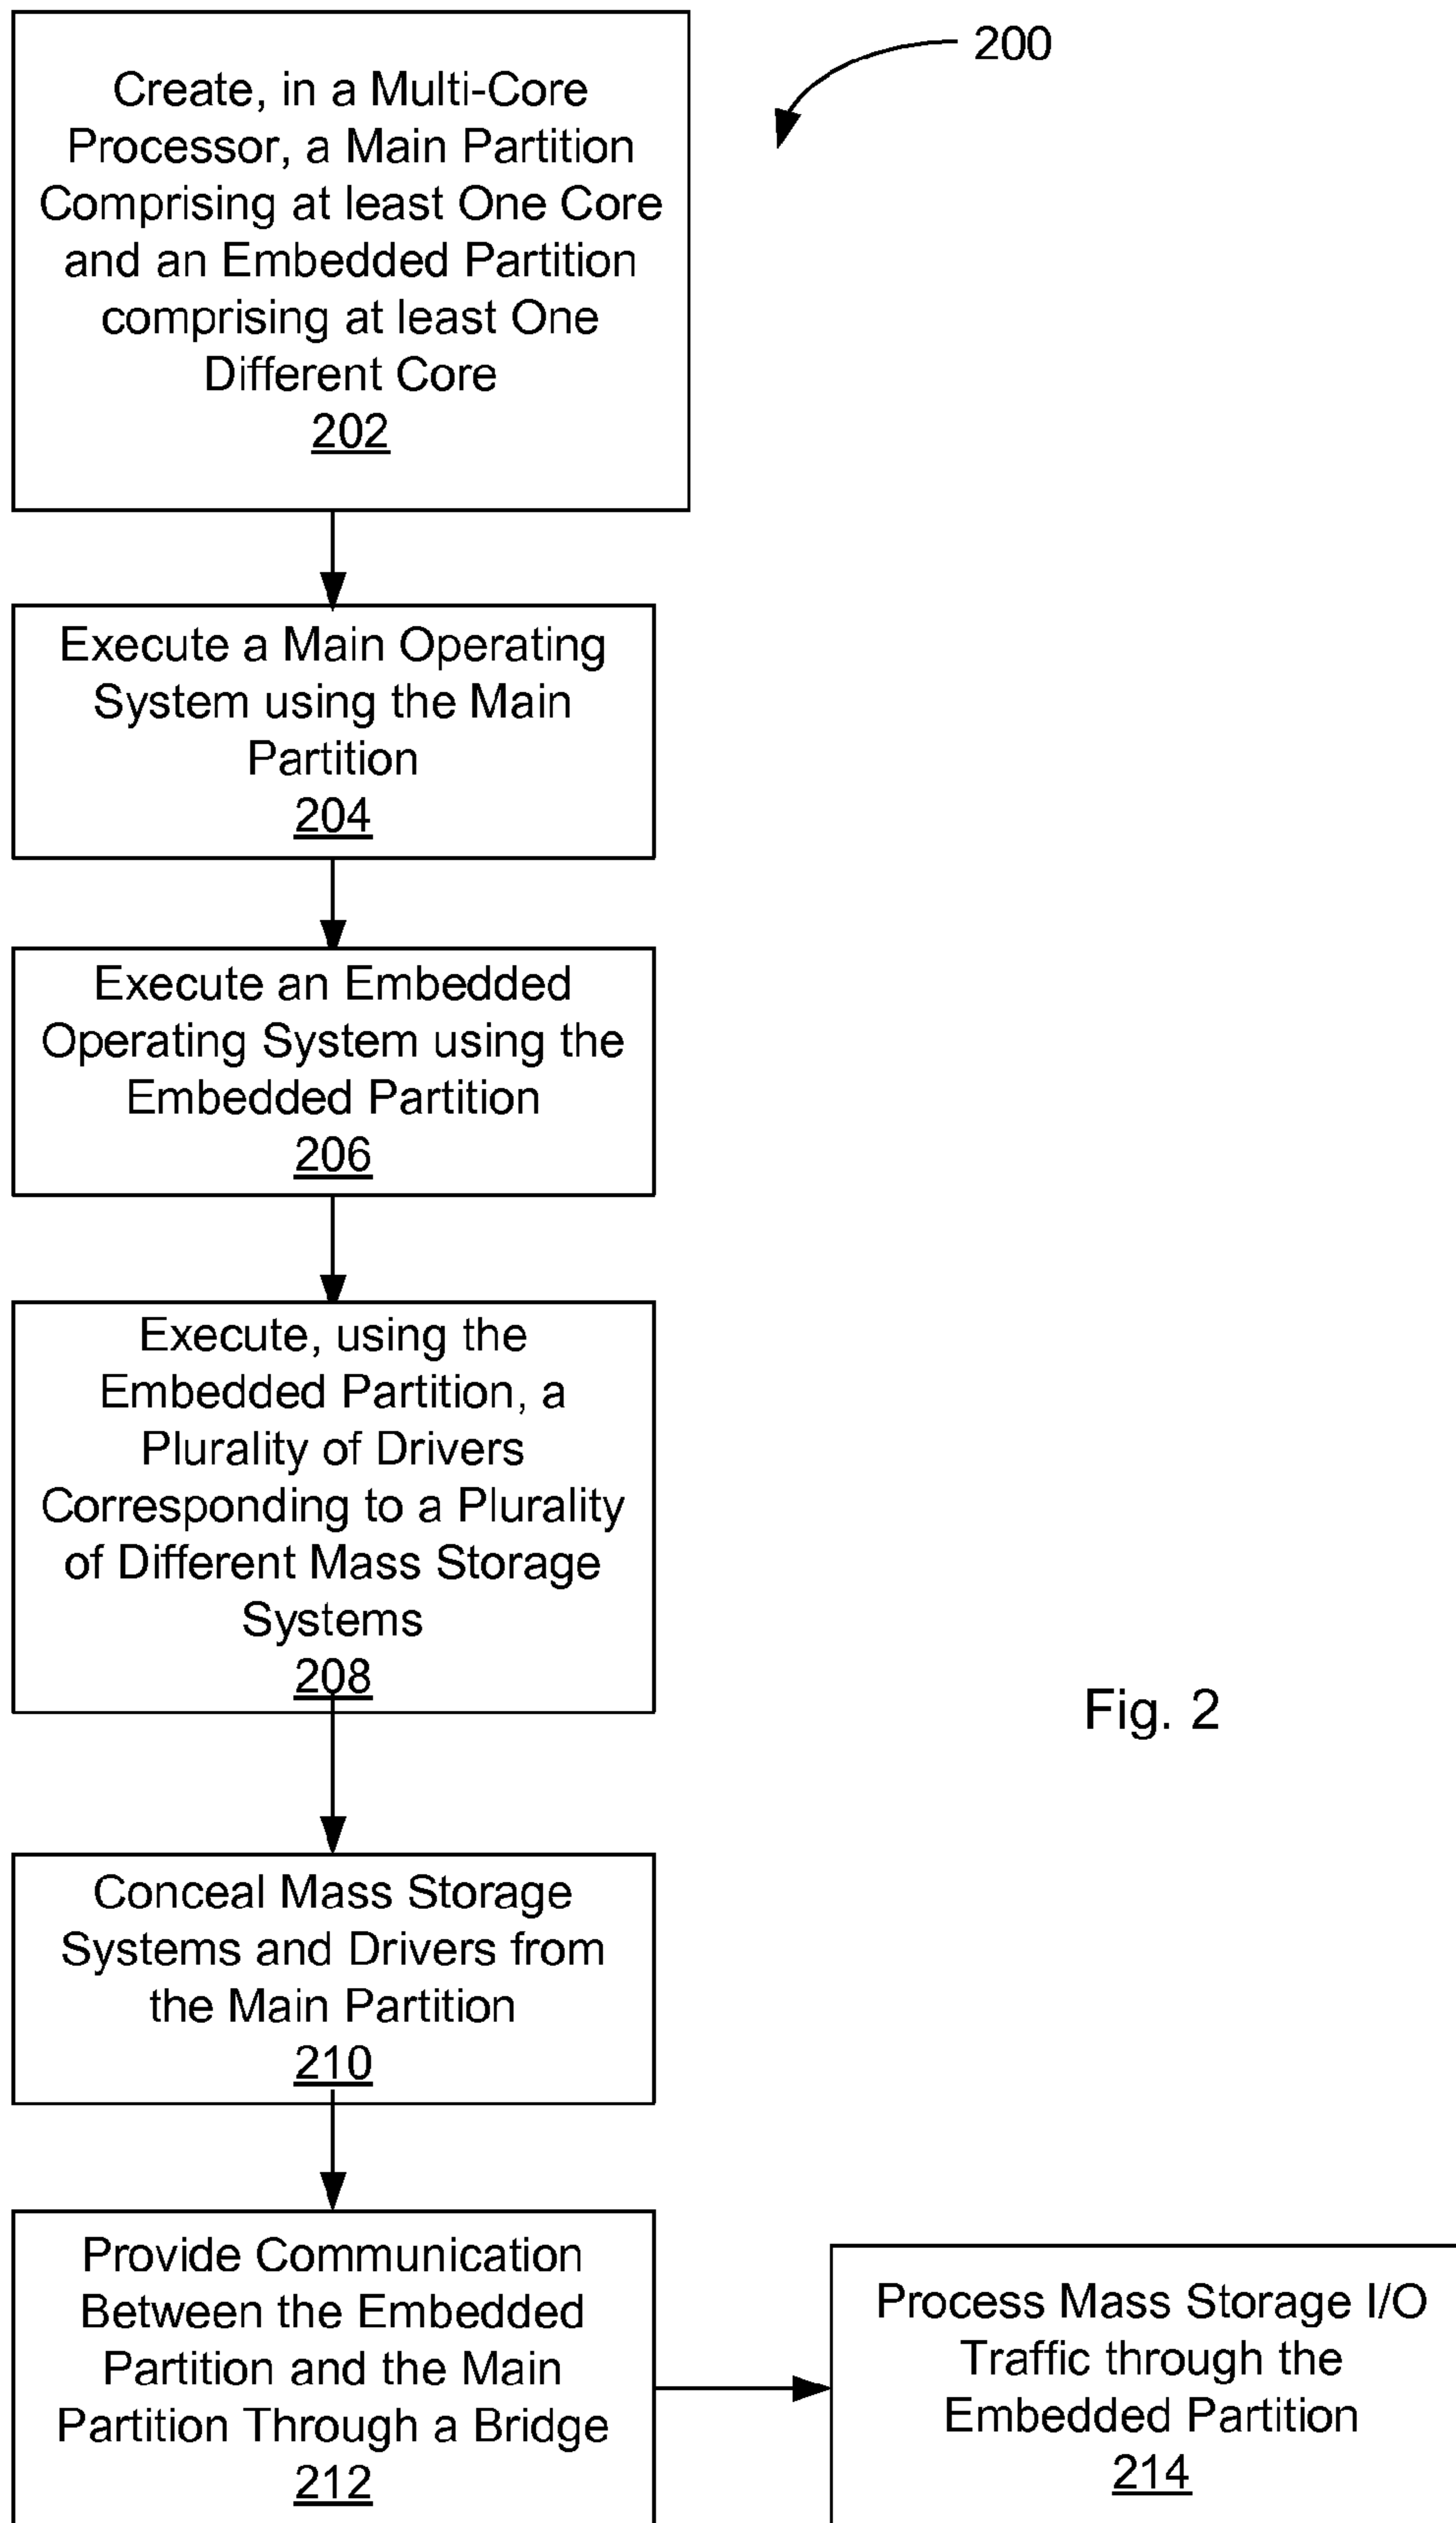 200
Create, in a Multi-Core
Processor, a Main Partition
Comprising at least One Core
and an Embedded Partition
comprising at least One
Different Core
202
Execute a Main Operating
System using the Main
Partition
204
Execute an Embedded
Operating System using the
Embedded Partition
206
Execute, using the
Embedded Partition, a
Plurality of Drivers
Corresponding to a Plurality
of Different Mass Storage
Systems
208
Fig. 2
Conceal Mass Storage
Systems and Drivers from
the Main Partition
210
Provide Communication
Between the Embedded
Partition and the Main
Partition Through a Bridge
212
Process Mass Storage I/O
Traffic through the
Embedded Partition
214